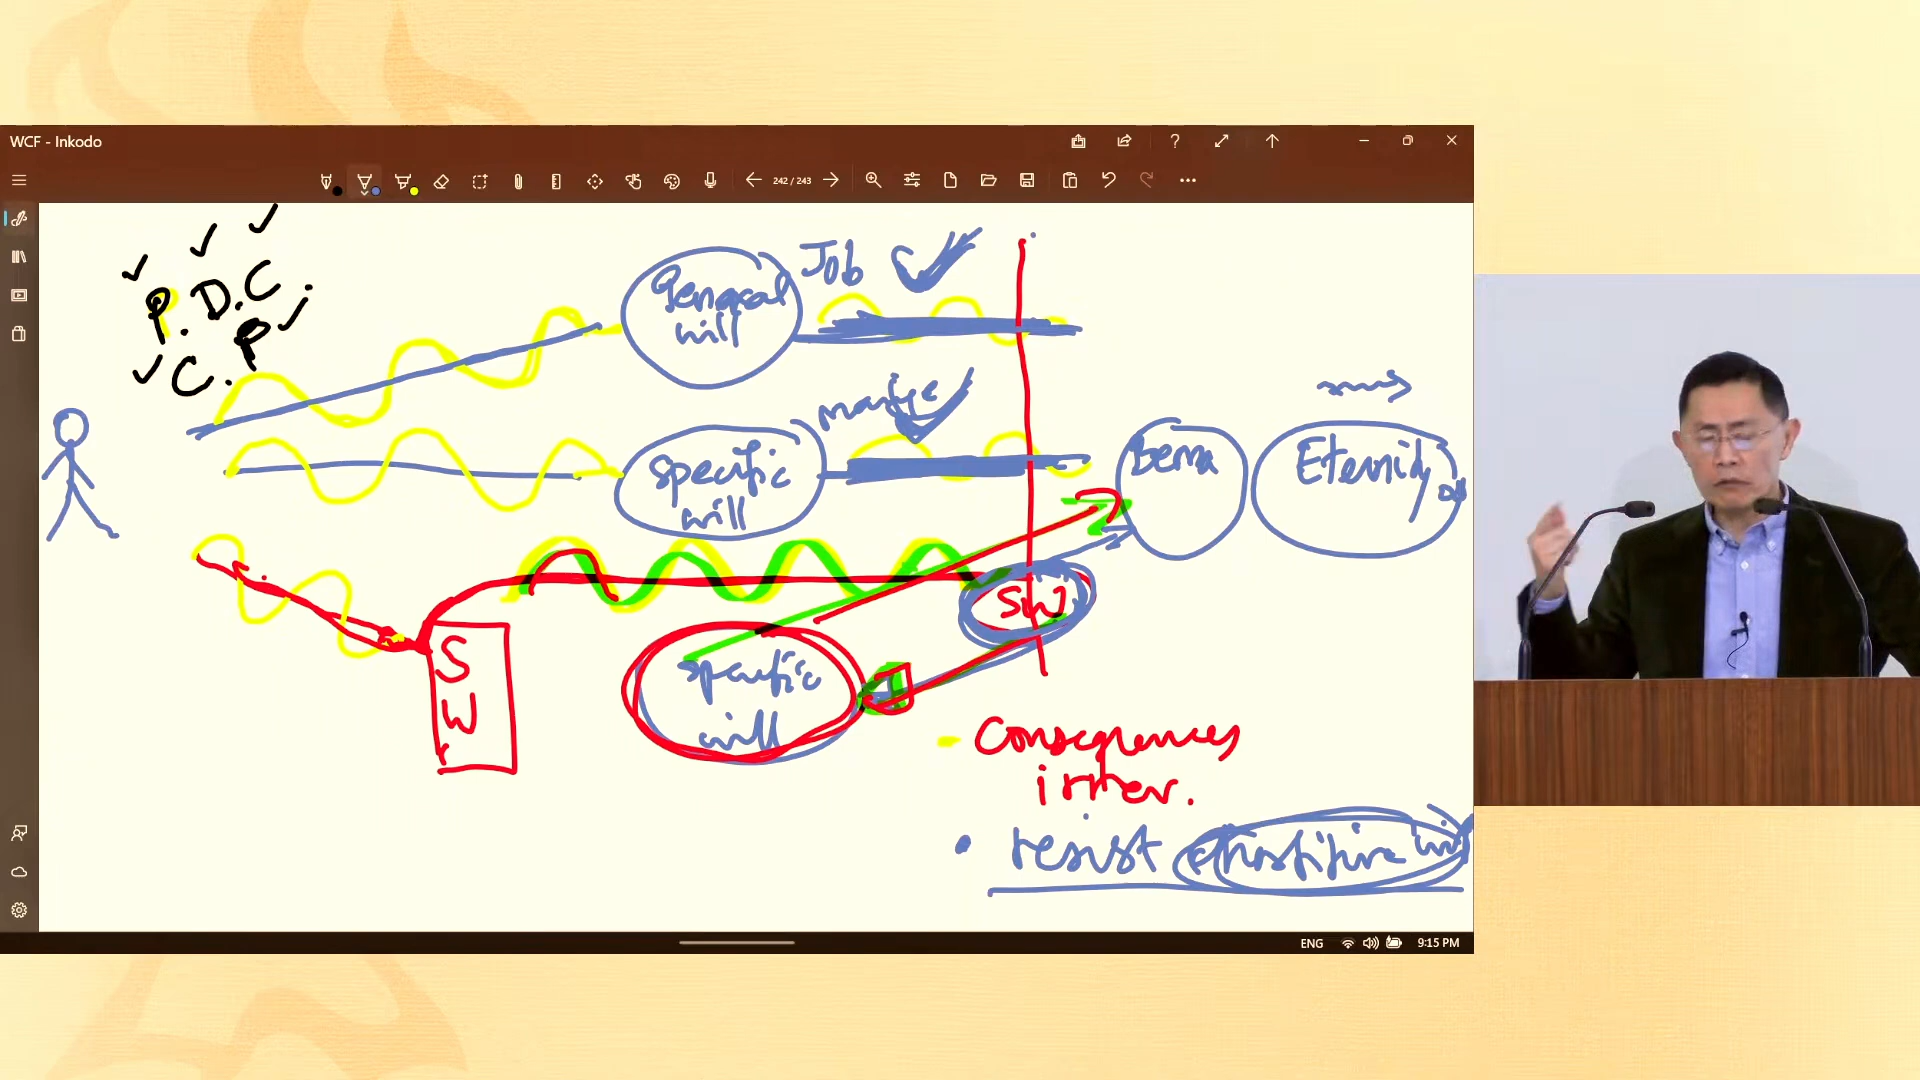 WCF - Inkodo
242 / 243
P. D. C.
C. P
General
will
Job
specific
will
Bema
Eternity
SW
S
W
specific
will
Consequences
irrev.
resist
ENG
9:15 PM